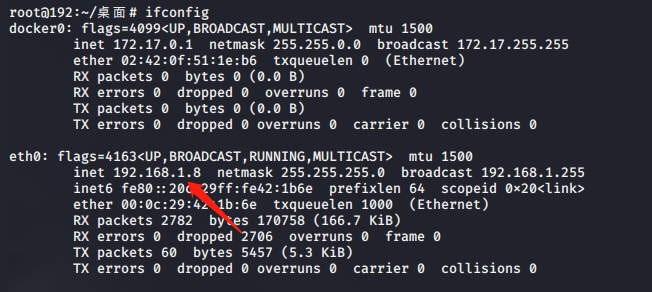 root@192:~/桌面# ifconfig
docker0: flags=4099<UP,BROADCAST,MULTICAST>  mtu 1500
        inet 172.17.0.1  netmask 255.255.0.0  broadcast 172.17.255.255
        ether 02:42:0f:51:1e:b6  txqueuelen 0  (Ethernet)
        RX packets 0  bytes 0 (0.0 B)
        RX errors 0  dropped 0  overruns 0  frame 0
        TX packets 0  bytes 0 (0.0 B)
        TX errors 0  dropped 0 overruns 0  carrier 0  collisions 0

eth0: flags=4163<UP,BROADCAST,RUNNING,MULTICAST>  mtu 1500
        inet 192.168.1.8  netmask 255.255.255.0  broadcast 192.168.1.255
        inet6 fe80::20c:29ff:fe42:1b6e  prefixlen 64  scopeid 0×20<link>
        ether 00:0c:29:42:1b:6e  txqueuelen 1000  (Ethernet)
        RX packets 2782  bytes 170758 (166.7 KiB)
        RX errors 0  dropped 2706  overruns 0  frame 0
        TX packets 60  bytes 5457 (5.3 KiB)
        TX errors 0  dropped 0 overruns 0  carrier 0  collisions 0